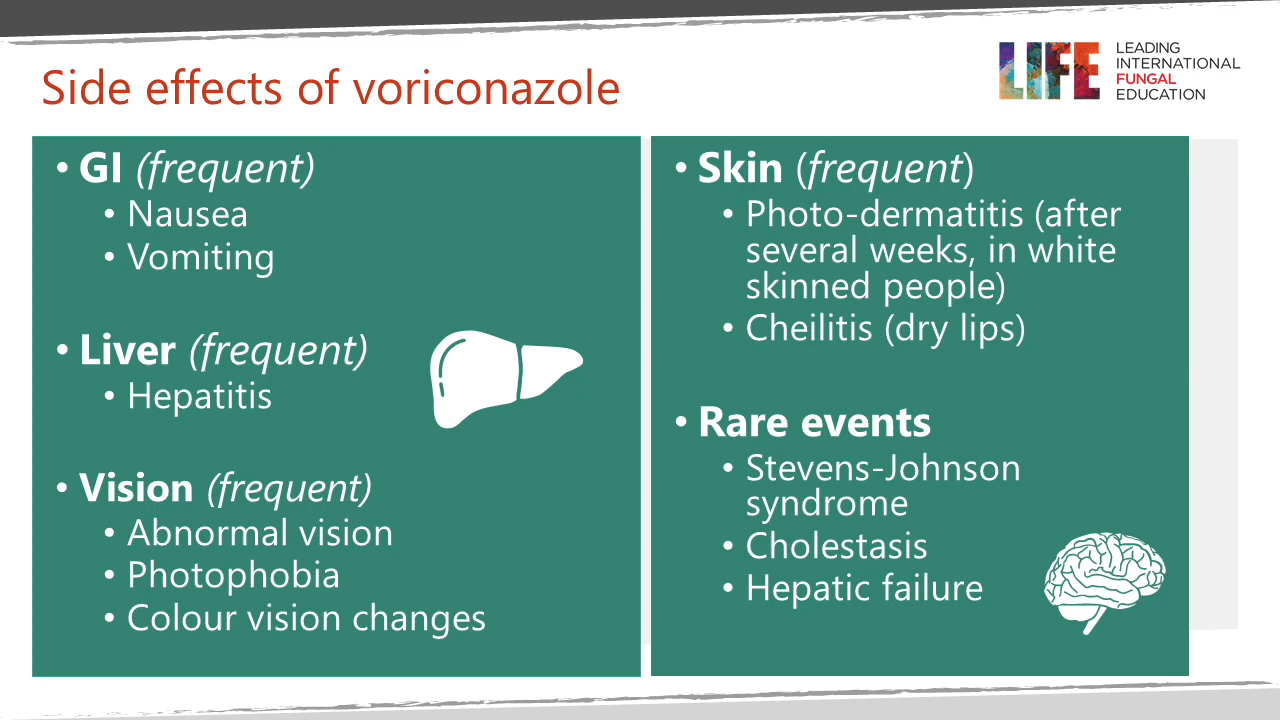 Side effects of voriconazole
LIFE
LEADING
INTERNATIONAL
FUNGAL
EDUCATION
• GI (frequent)
• Nausea
• Vomiting
• Liver (frequent)
• Hepatitis
• Vision (frequent)
• Abnormal vision
• Photophobia
• Colour vision changes
• Skin (frequent)
• Photo-dermatitis (after
several weeks, in white
skinned people)
• Cheilitis (dry lips)
• Rare events
• Stevens-Johnson
syndrome
• Cholestasis
• Hepatic failure